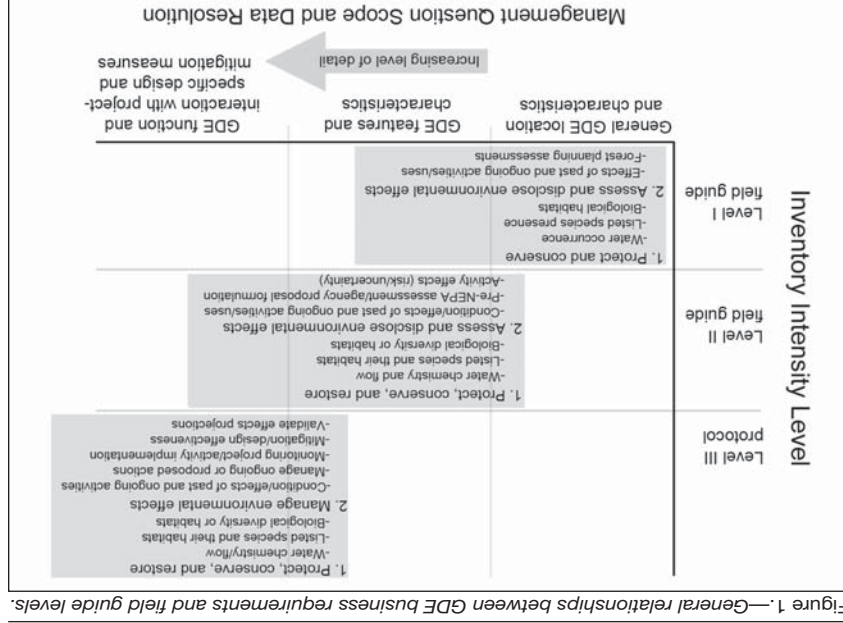 Figure 1.—General relationships between GDE business requirements and field guide levels.
Inventory Intensity Level
Level III
protocol
1. Protect, conserve, and restore
-Water chemistry/flow
-Listed species and their habitats
-Biological diversity or habitats
2. Manage environmental effects
-Condition/effects of past and ongoing activities
-Manage ongoing or proposed actions
-Monitoring project/activity implementation
-Mitigation/design effectiveness
-Validate effects projections
Level II
field guide
1. Protect, conserve, and restore
-Water chemistry and flow
-Listed species and their habitats
-Biological diversity or habitats
2. Assess and disclose environmental effects
-Condition/effects of past and ongoing activities/uses
-Pre-NEPA assessment/agency proposal formulation
-Activity effects (risk/uncertainty)
Level I
field guide
1. Protect and conserve
-Water occurrence
-Listed species presence
-Biological habitats
2. Assess and disclose environmental effects
-Effects of past and ongoing activities/uses
-Forest planning assessments
General GDE location
and characteristics
GDE features and
characteristics
GDE function and
interaction with project-
specific design and
mitigation measures
Increasing level of detail
Management Question Scope and Data Resolution